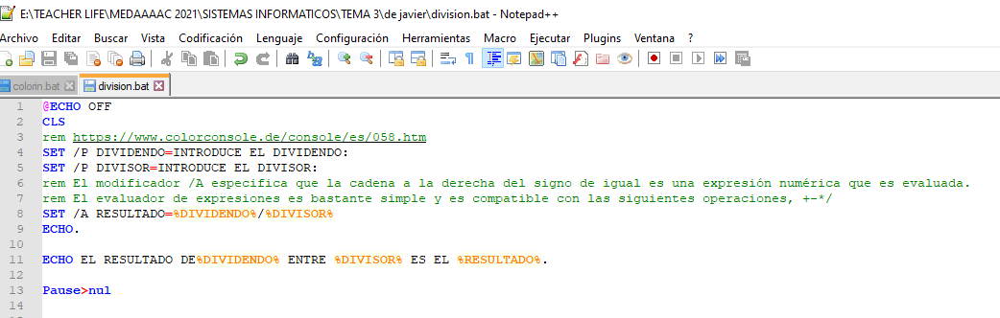 E:\TEACHER LIFE\MEDAAAAC 2021\SISTEMAS INFORMATICOS\TEMA 3\de javier\division.bat - Notepad++
Archivo Editar Buscar Vista Codificación Lenguaje Configuración Herramientas Macro Ejecutar Plugins Ventana ?
colorin.bat division.bat
1 @ECHO OFF
2 CLS
3 rem https://www.colorconsole.de/console/es/058.htm
4 SET /P DIVIDENDO=INTRODUCE EL DIVIDENDO:
5 SET /P DIVISOR=INTRODUCE EL DIVISOR:
6 rem El modificador /A especifica que la cadena a la derecha del signo de igual es una expresión numérica que es evaluada.
7 rem El evaluador de expresiones es bastante simple y es compatible con las siguientes operaciones, +-*/
8 SET /A RESULTADO=%DIVIDENDO%/%DIVISOR%
9 ECHO.
10
11 ECHO EL RESULTADO DE%DIVIDENDO% ENTRE %DIVISOR% ES EL %RESULTADO%.
12
13 Pause>nul
14